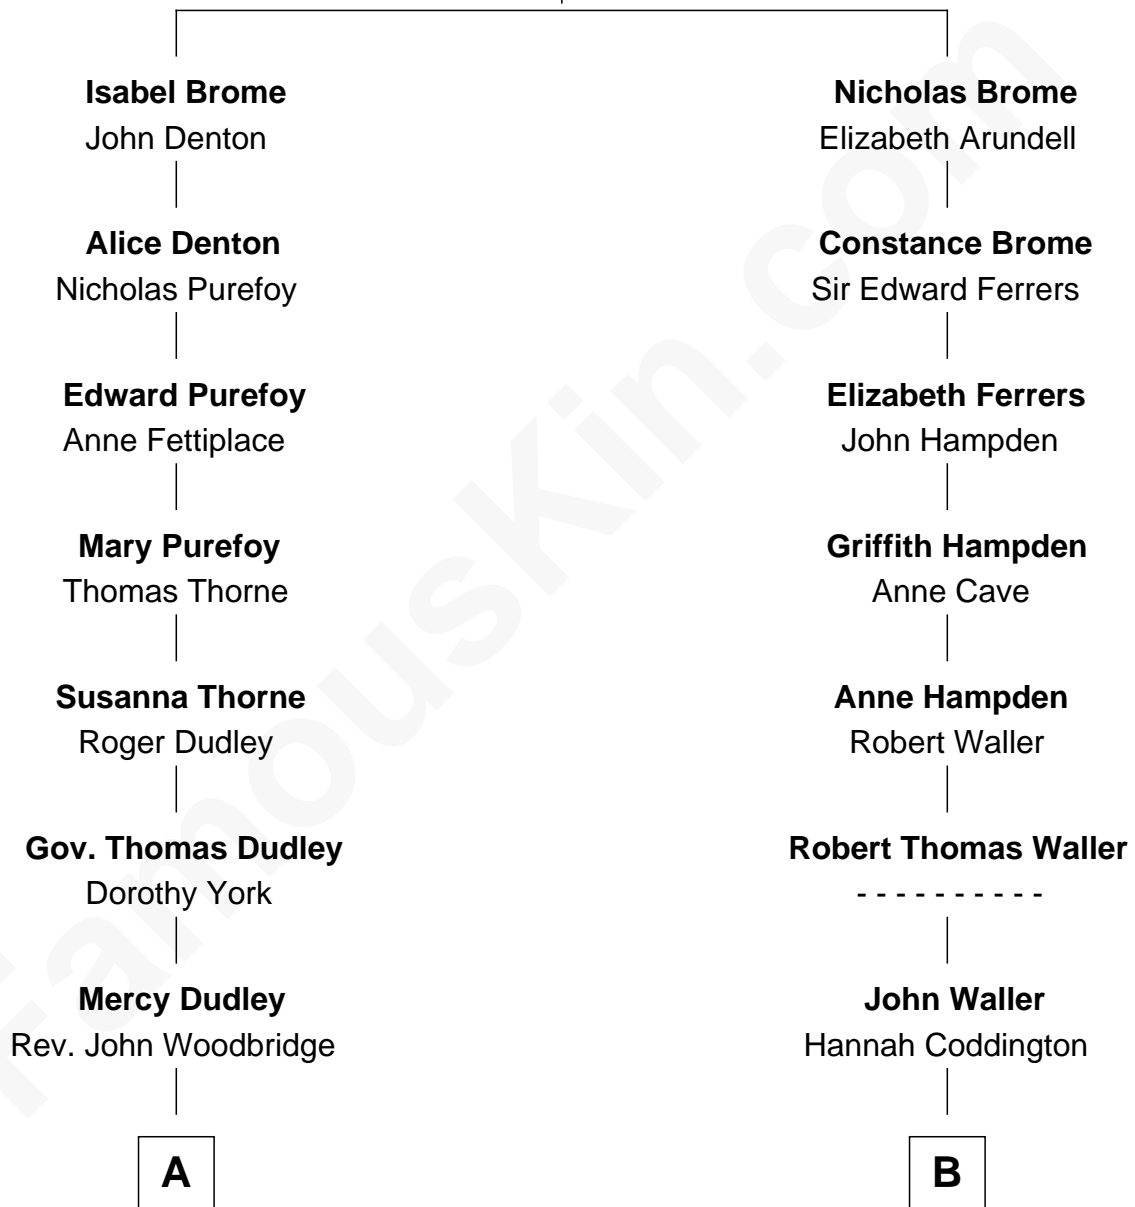 Isabel Brome
John Denton
Alice Denton
Nicholas Purefoy
Edward Purefoy
Anne Fettiplace
Mary Purefoy
Thomas Thorne
Susanna Thorne
Roger Dudley
Gov. Thomas Dudley
Dorothy York
Mercy Dudley
Rev. John Woodbridge
A
Nicholas Brome
Elizabeth Arundell
Constance Brome
Sir Edward Ferrers
Elizabeth Ferrers
John Hampden
Griffith Hampden
Anne Cave
Anne Hampden
Robert Waller
Robert Thomas Waller
- - - - - - - - - -
John Waller
Hannah Coddington
B
FamousKin.com